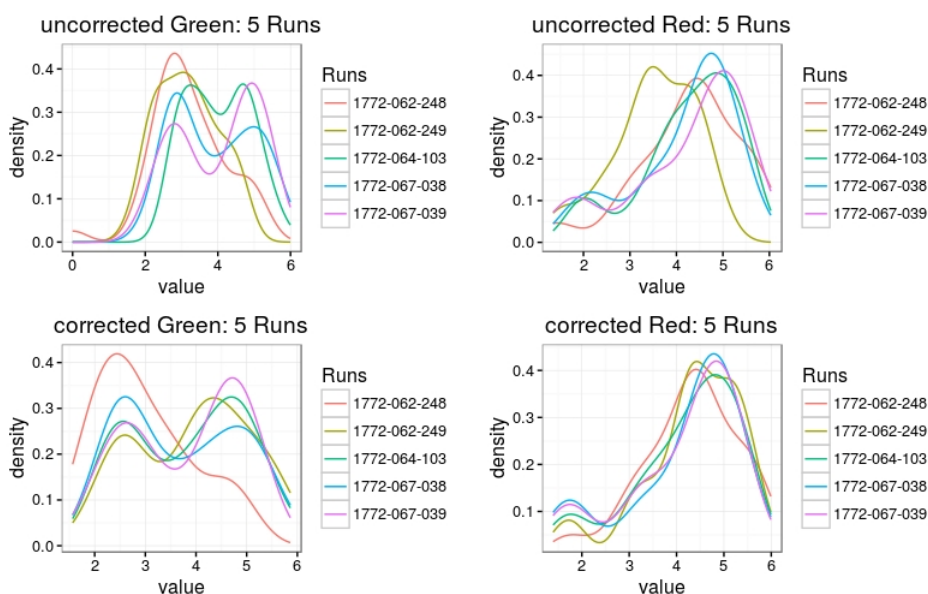 uncorrected Green: 5 Runs
density
0.4
0.3
0.2
0.1
0.0
0 2 4 6
value
Runs
1772-062-248
1772-062-249
1772-064-103
1772-067-038
1772-067-039
uncorrected Red: 5 Runs
density
0.4
0.3
0.2
0.1
0.0
2 3 4 5 6
value
Runs
1772-062-248
1772-062-249
1772-064-103
1772-067-038
1772-067-039
corrected Green: 5 Runs
density
0.4
0.3
0.2
0.1
0.0
2 3 4 5 6
value
Runs
1772-062-248
1772-062-249
1772-064-103
1772-067-038
1772-067-039
corrected Red: 5 Runs
density
0.4
0.3
0.2
0.1
2 3 4 5 6
value
Runs
1772-062-248
1772-062-249
1772-064-103
1772-067-038
1772-067-039